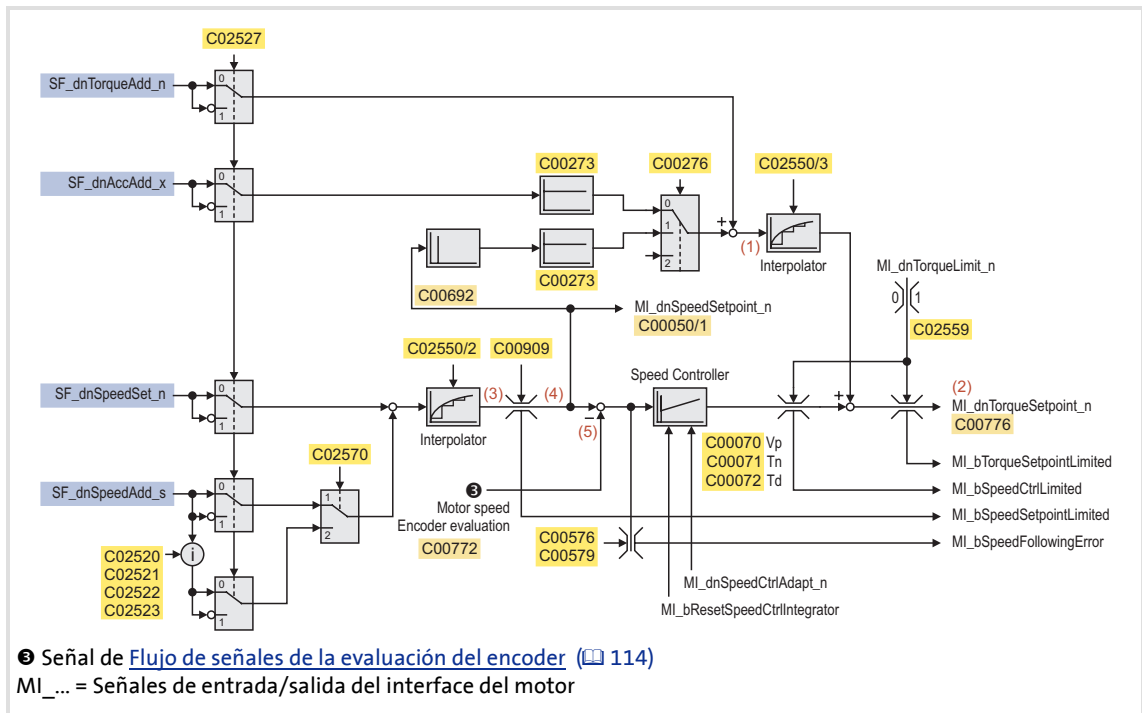 C02527
SF_dnTorqueAdd_n
0
1
SF_dnAccAdd_x
0
1
C00273
C00276
C02550/3
0
1
2
+
(1)
Interpolator
C00692
C00273
MI_dnSpeedSetpoint_n
C00050/1
MI_dnTorqueLimit_n
0
1
C02559
C02550/2
C00909
SF_dnSpeedSet_n
0
1
(3)
(4)
Interpolator
Speed Controller
−
(5)
+
(2)
MI_dnTorqueSetpoint_n
C00776
C00070 Vp
C00071 Tn
C00072 Td
C02570
1
2
SF_dnSpeedAdd_s
0
1
❸
Motor speed
Encoder evaluation
C00772
MI_bTorqueSetpointLimited
MI_bSpeedCtrlLimited
MI_bSpeedSetpointLimited
MI_bSpeedFollowingError
C00576
C00579
C02520
C02521
C02522
C02523
i
0
1
MI_dnSpeedCtrlAdapt_n
MI_bResetSpeedCtrlIntegrator
❸ Señal de Flujo de señales de la evaluación del encoder (🕮 114)
MI_... = Señales de entrada/salida del interface del motor